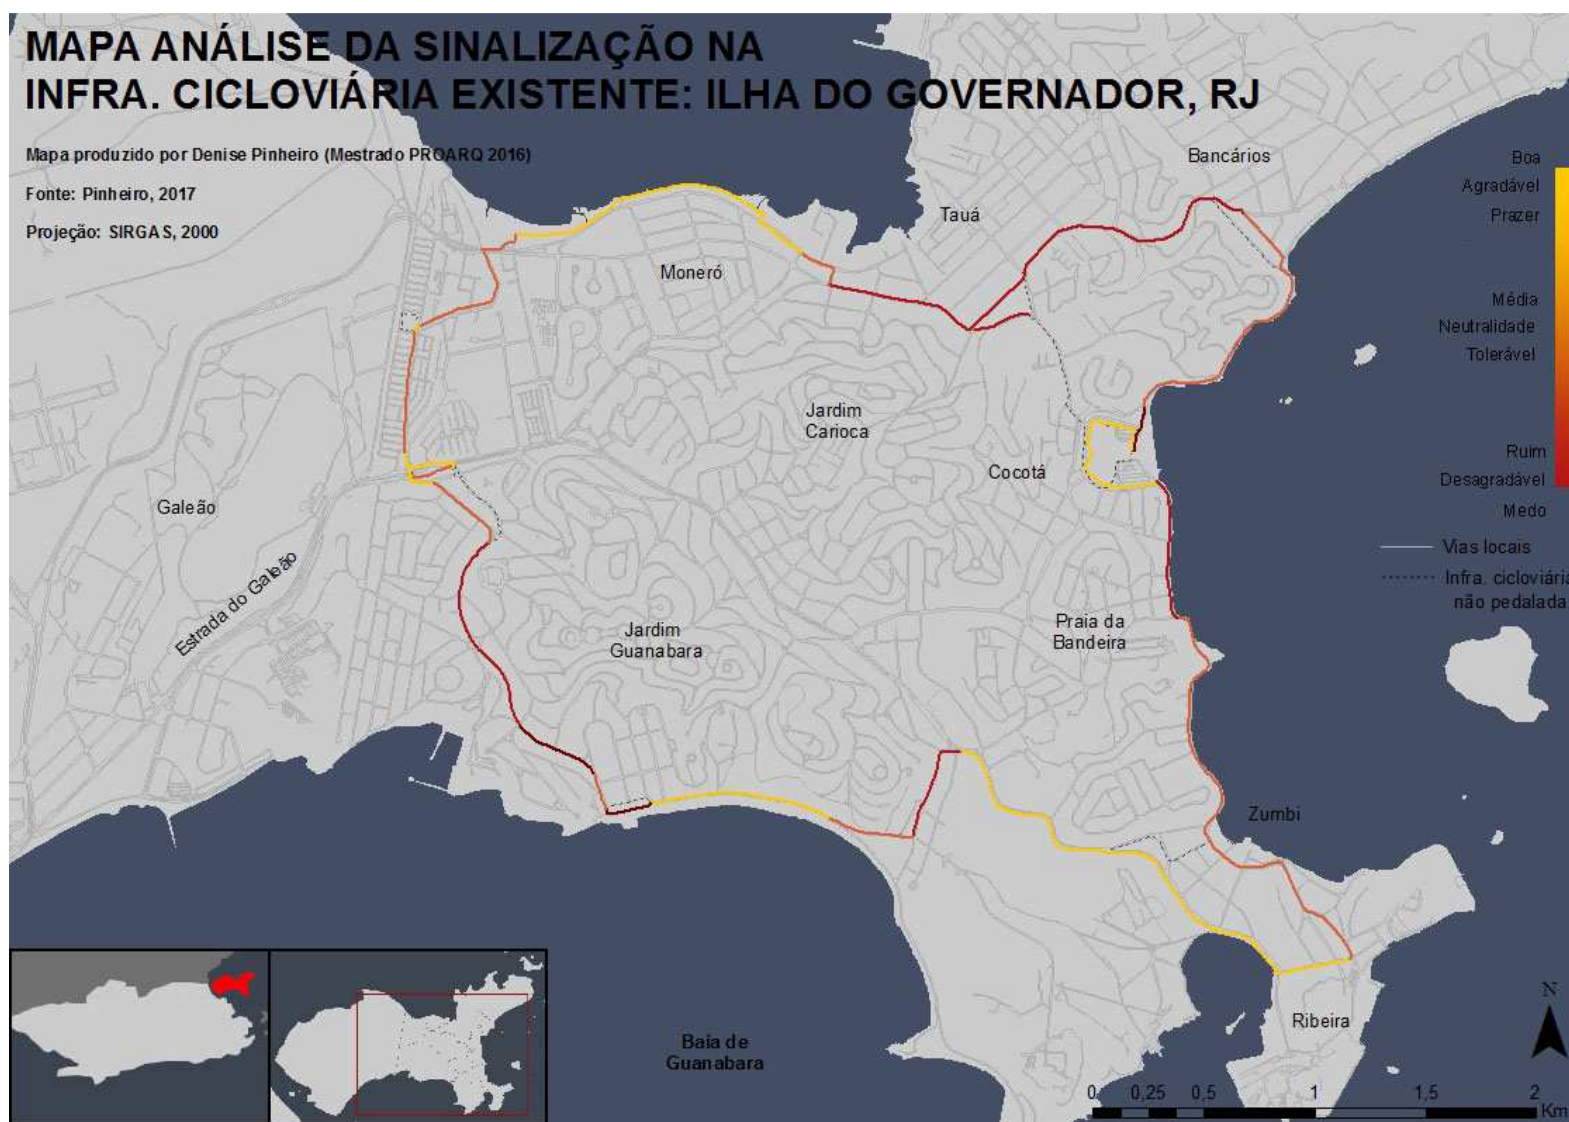 MAPA ANÁLISE DA SINALIZAÇÃO NA
INFRA. CICLOVIÁRIA EXISTENTE: ILHA DO GOVERNADOR, RJ
Mapa produzido por Denise Pinheiro (Mestrado PROARQ 2016)
Fonte: Pinheiro, 2017
Projeção: SIRGAS, 2000
Bancários
Tauá
Moneró
Jardim
Carioca
Cocotá
Galeão
Estrada do Galeão
Jardim
Guanabara
Praia da
Bandeira
Zumbi
Ribeira
Baia de
Guanabara
Boa
Agradável
Prazer
Média
Neutralidade
Tolerável
Ruim
Desagradável
Medo
Vias locais
Infra. cicloviária
não pedalada
N
0 0,25 0,5 1 1,5 2
Km